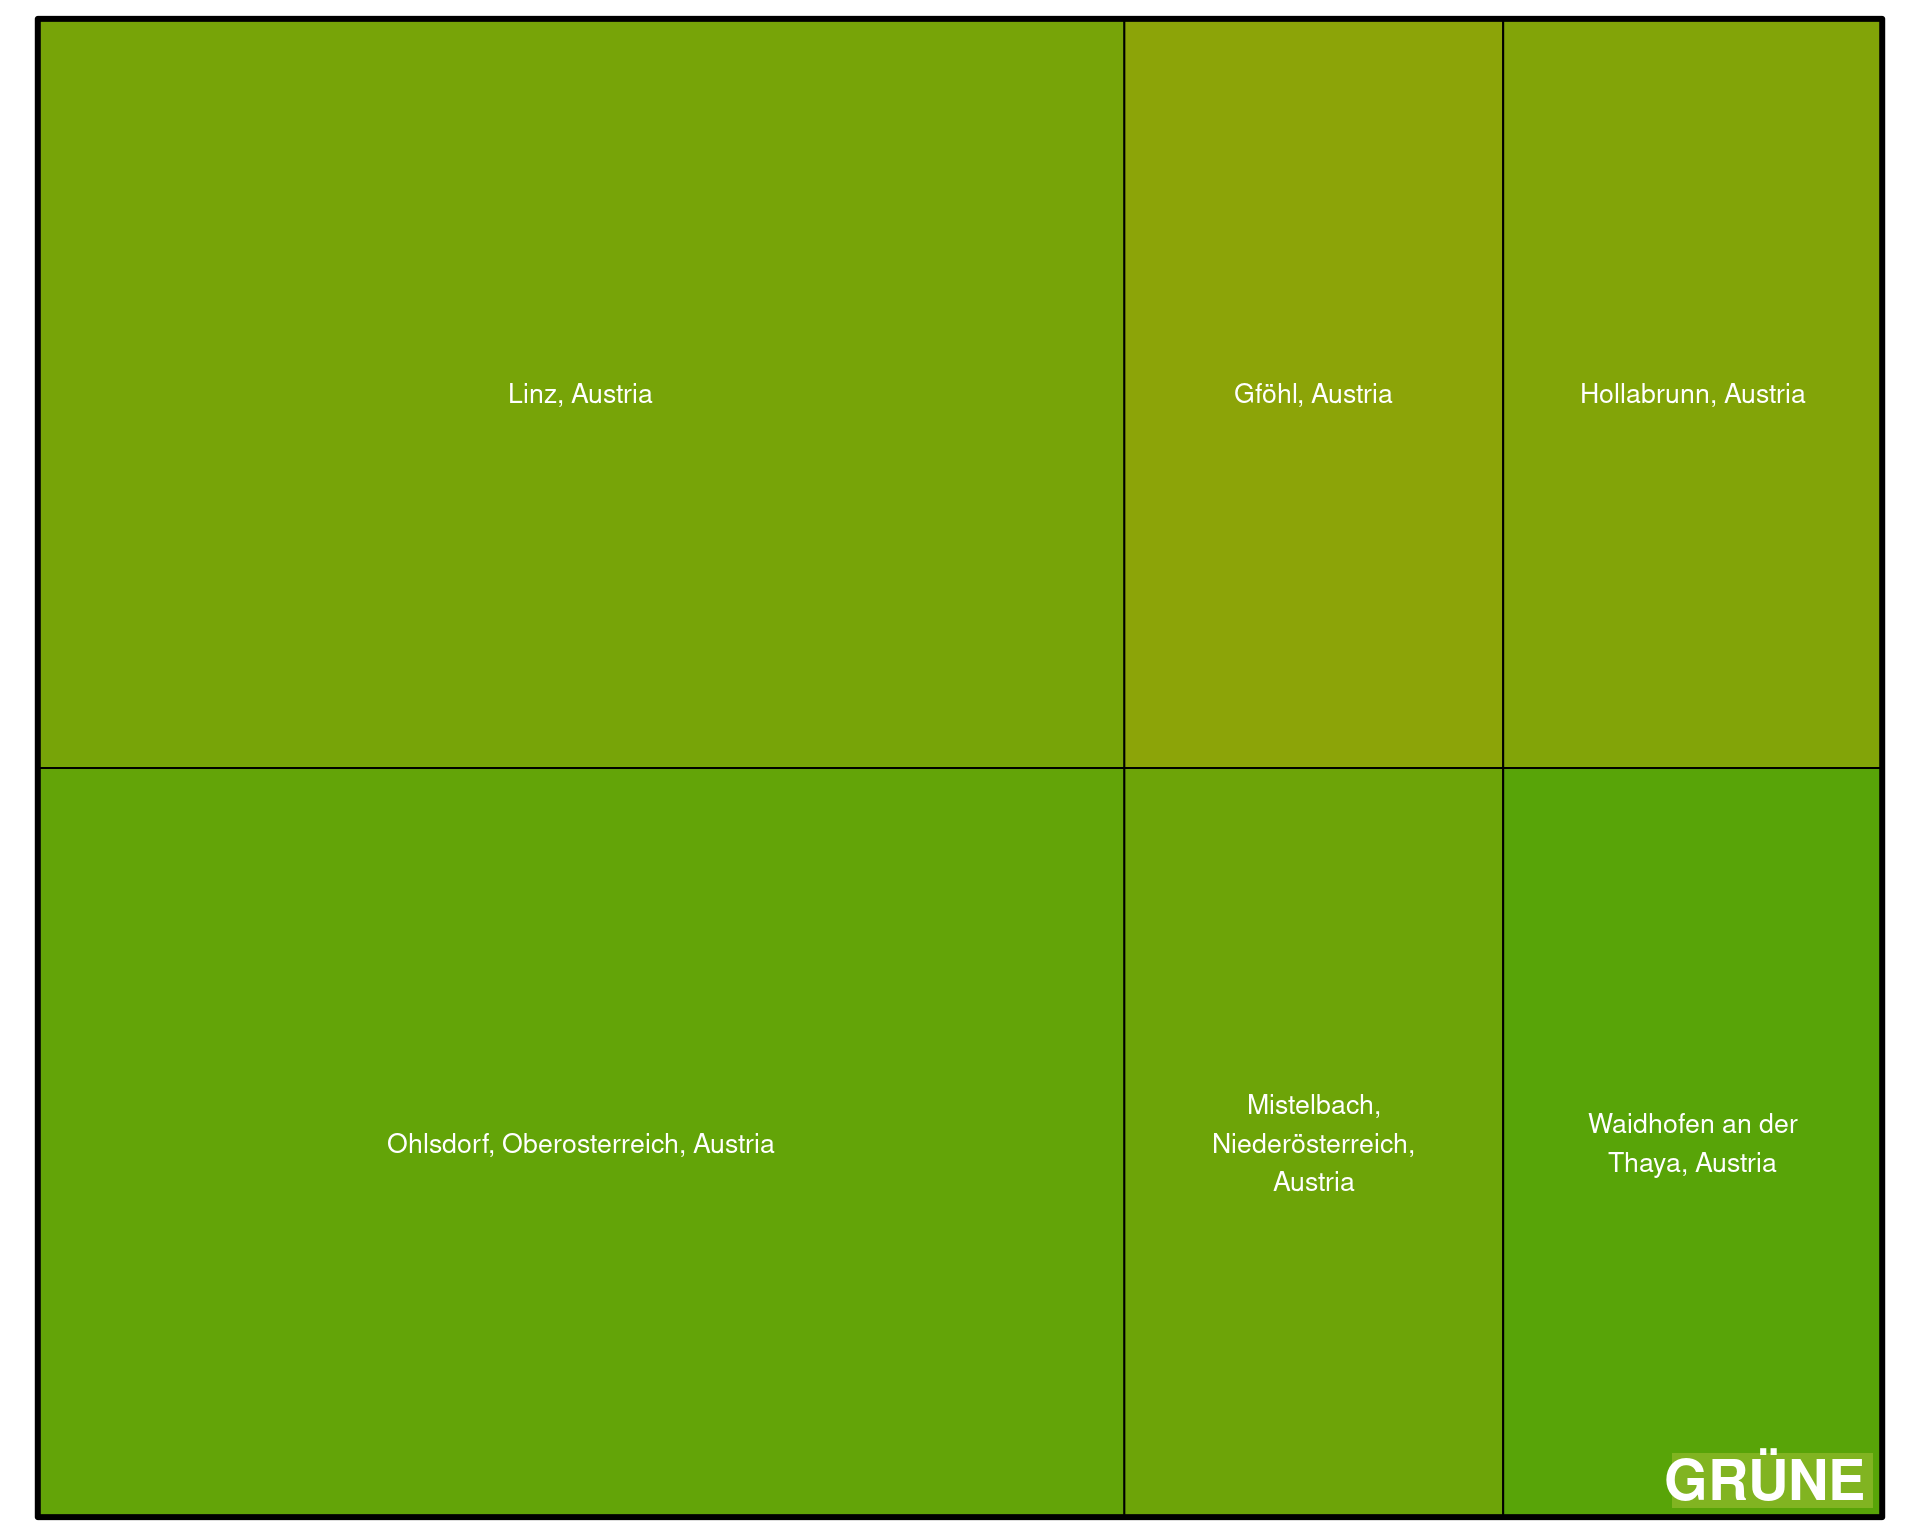 Linz, Austria
Gföhl, Austria
Hollabrunn, Austria
Ohlsdorf, Oberosterreich, Austria
Mistelbach,
Niederösterreich,
Austria
Waidhofen an der
Thaya, Austria
GRÜNE